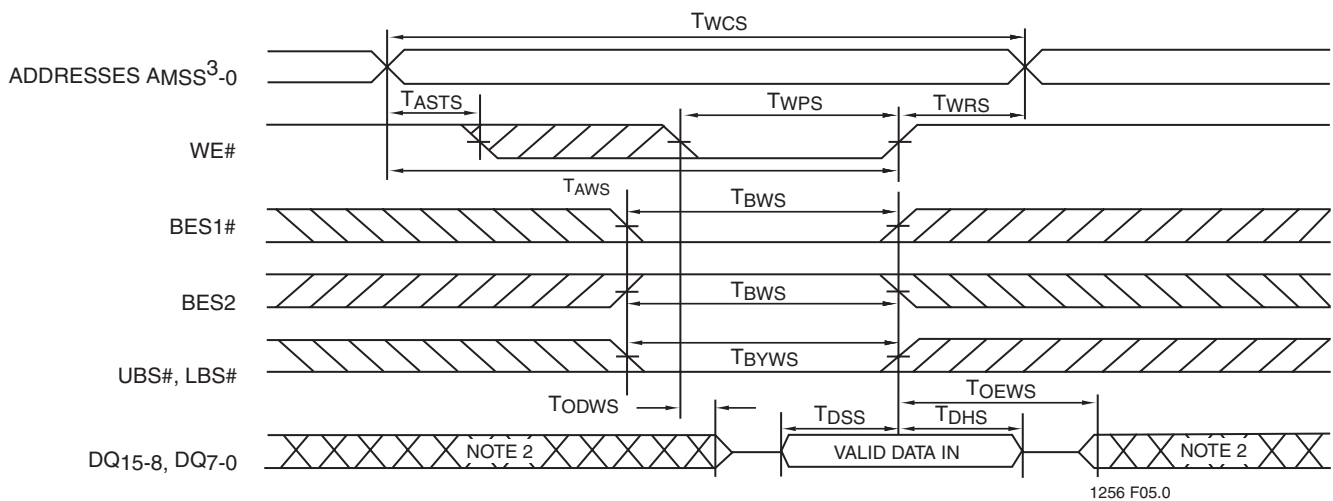 TWCS
ADDRESSES AMSS3-0
TASTS
TWPS
TWRS
WE#
TAWS
TBWS
BES1#
BES2
TBWS
TBYWS
UBS#, LBS#
TOEWS
TODWS
TDSS
TDHS
DQ15-8, DQ7-0
NOTE 2
VALID DATA IN
NOTE 2
1256 F05.0